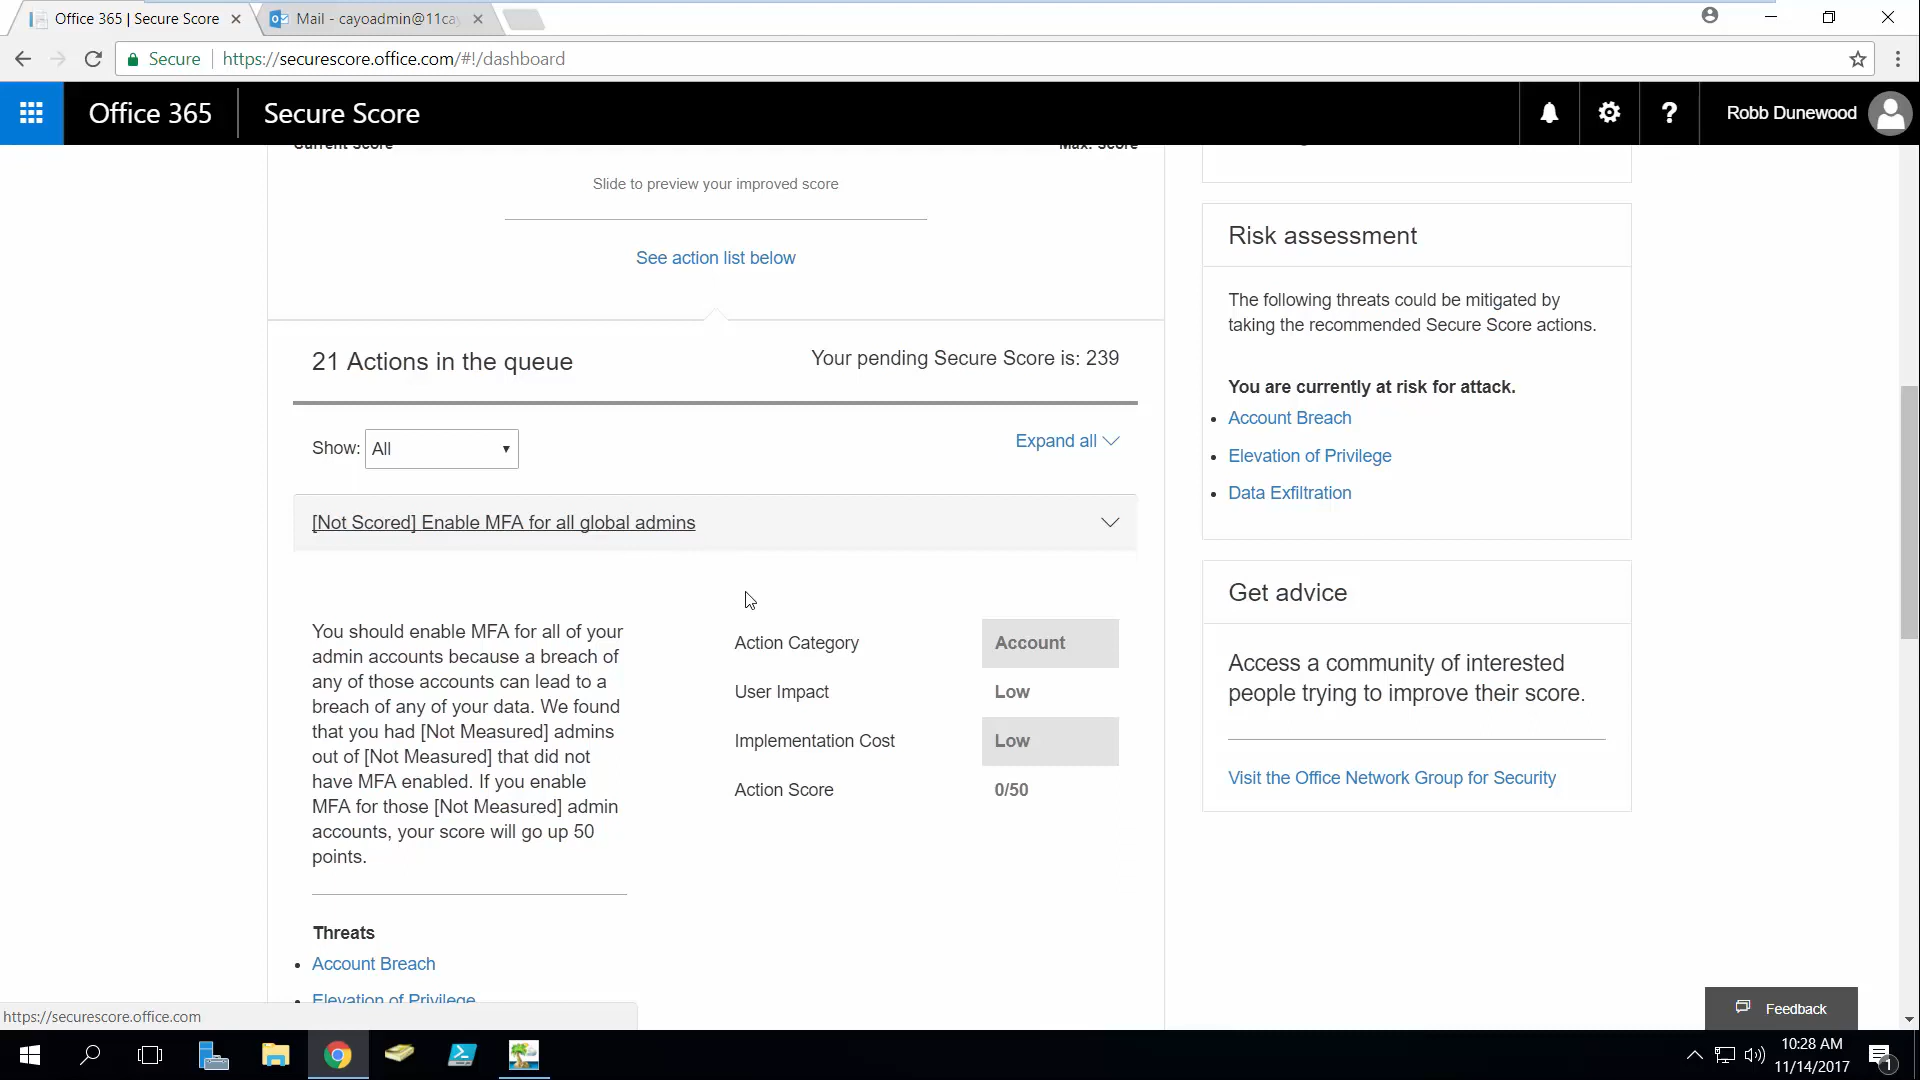 Office 365 | Secure Score
Mail - cayoadmin@11cay
Secure
https://securescore.office.com/#!/dashboard
Office 365
Secure Score
Robb Dunewood
Current Score
Max. Score
Slide to preview your improved score
See action list below
21 Actions in the queue
Your pending Secure Score is: 239
Show:
All
Expand all
[Not Scored] Enable MFA for all global admins
You should enable MFA for all of your
admin accounts because a breach of
any of those accounts can lead to a
breach of any of your data. We found
that you had [Not Measured] admins
out of [Not Measured] that did not
have MFA enabled. If you enable
MFA for those [Not Measured] admin
accounts, your score will go up 50
points.
Threats
Account Breach
Elevation of Privilege
Action Category
Account
User Impact
Low
Implementation Cost
Low
Action Score
0/50
Risk assessment
The following threats could be mitigated by
taking the recommended Secure Score actions.
You are currently at risk for attack.
Account Breach
Elevation of Privilege
Data Exfiltration
Get advice
Access a community of interested
people trying to improve their score.
Visit the Office Network Group for Security
Feedback
https://securescore.office.com
10:28 AM
11/14/2017
1